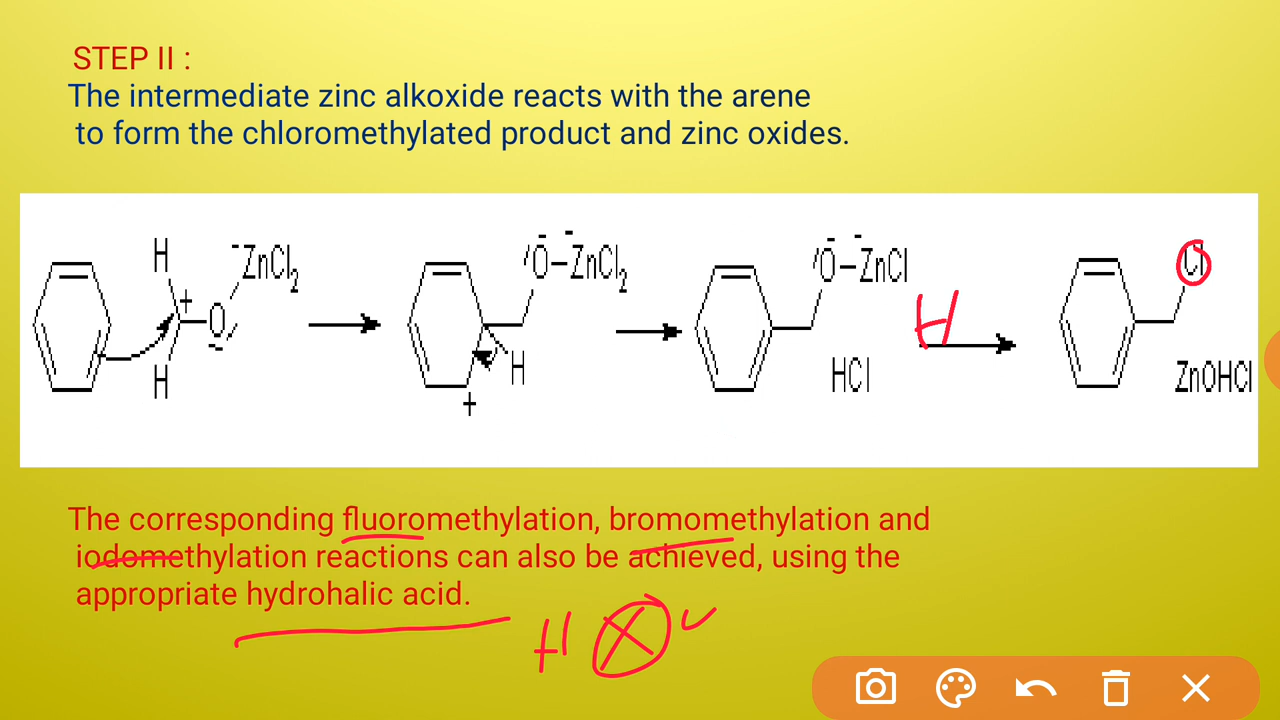 STEP II :
The intermediate zinc alkoxide reacts with the arene
to form the chloromethylated product and zinc oxides.
H
-ZnCl2
+
O
H
O-ZnCl2
H
+
O-ZnCl
HCl
H
Cl
ZnOHCl
The corresponding fluoromethylation, bromomethylation and
iodomethylation reactions can also be achieved, using the
appropriate hydrohalic acid.
H X